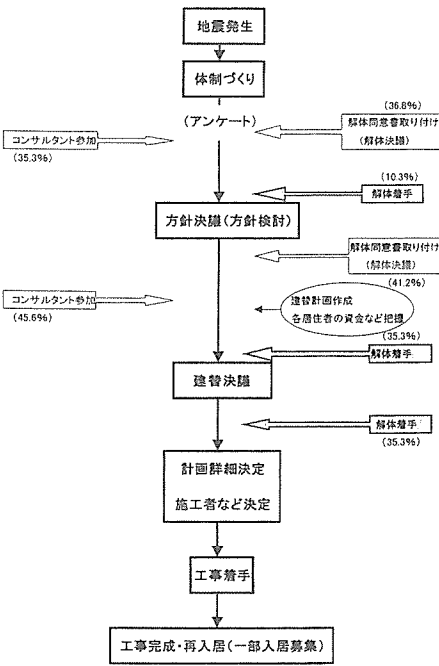 地震発生
体制づくり
(アンケート)
(36.8%)
解体同意書取り付け
(解体決議)
コンサルタント参加
(35.3%)
(10.3%)
解体着手
方針決議(方針検討)
解体同意書取り付け
(解体決議)
(41.2%)
コンサルタント参加
(45.6%)
建替計画作成
各居住者の資金など把握
(35.3%)
解体着手
建替決議
解体着手
(35.3%)
計画詳細決定
施工者など決定
工事着手
工事完成・再入居(一部入居募集)